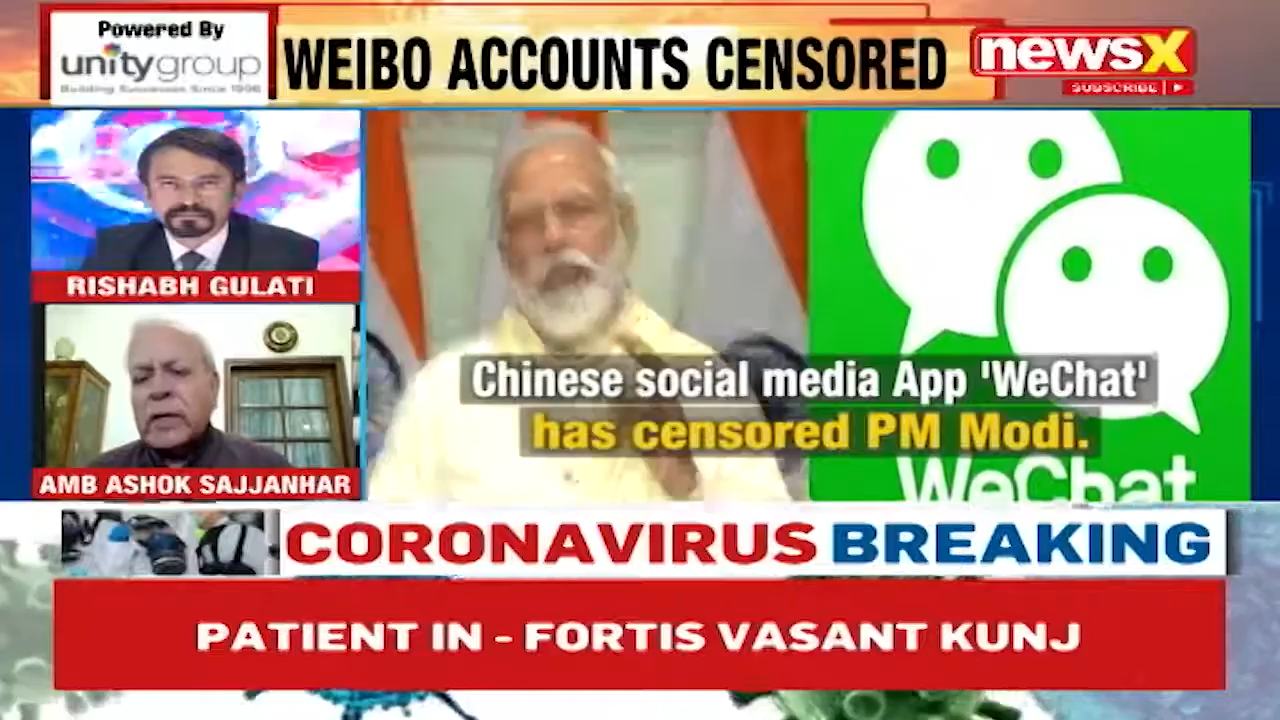 Powered By
unitygroup
Building Successes Since 1996
WEIBO ACCOUNTS CENSORED
newsX
SUBSCRIBE
RISHABH GULATI
AMB ASHOK SAJJANHAR
Chinese social media App 'WeChat'
has censored PM Modi.
WeChat
CORONAVIRUS BREAKING
PATIENT IN - FORTIS VASANT KUNJ